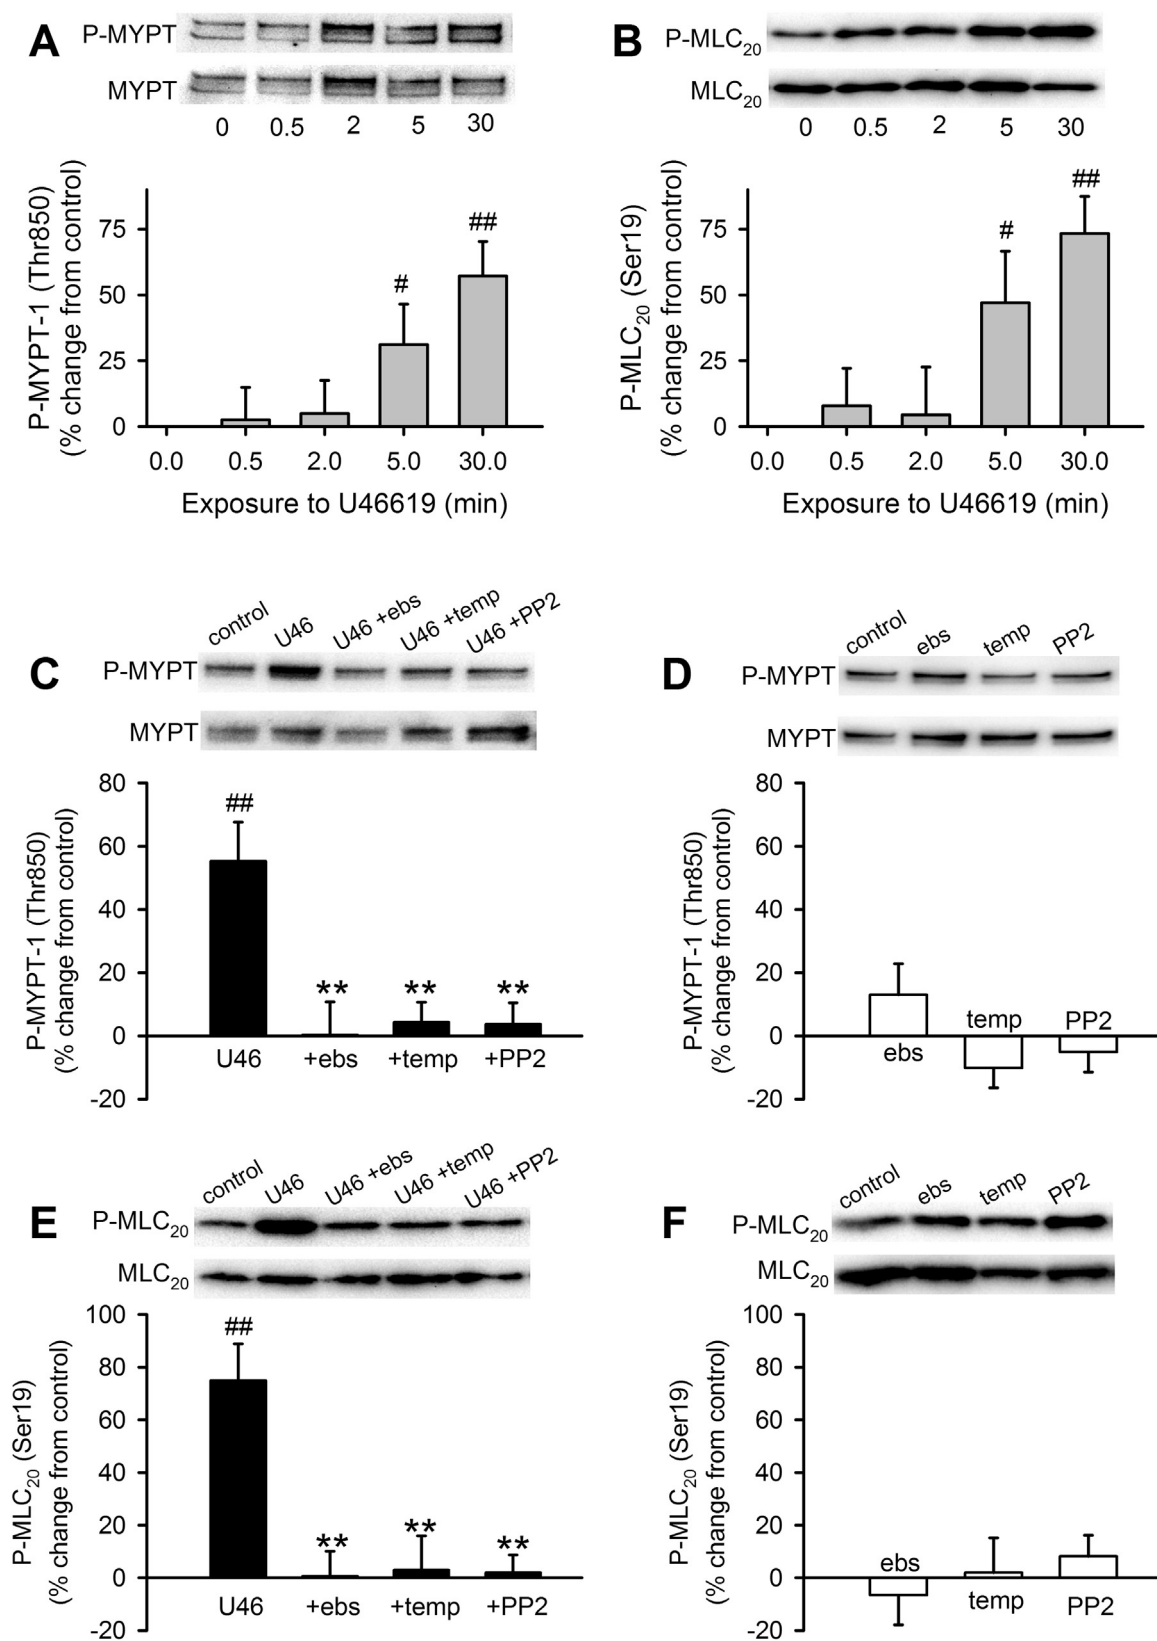 A
P-MYPT
MYPT
0 0.5 2 5 30
P-MYPT-1 (Thr850)
(% change from control)
75
50
25
0
#
##
0.0 0.5 2.0 5.0 30.0
Exposure to U46619 (min)
B
P-MLC20
MLC20
0 0.5 2 5 30
P-MLC20 (Ser19)
(% change from control)
75
50
25
0
#
##
0.0 0.5 2.0 5.0 30.0
Exposure to U46619 (min)
C
control U46 U46 +ebs U46 +temp U46 +PP2
P-MYPT
MYPT
P-MYPT-1 (Thr850)
(% change from control)
80
60
40
20
0
-20
##
** ** **
U46 +ebs +temp +PP2
D
control ebs temp PP2
P-MYPT
MYPT
P-MYPT-1 (Thr850)
(% change from control)
80
60
40
20
0
-20
ebs temp PP2
E
control U46 U46 +ebs U46 +temp U46 +PP2
P-MLC20
MLC20
P-MLC20 (Ser19)
(% change from control)
100
80
60
40
20
0
-20
##
** ** **
U46 +ebs +temp +PP2
F
control ebs temp PP2
P-MLC20
MLC20
P-MLC20 (Ser19)
(% change from control)
100
80
60
40
20
0
-20
ebs temp PP2